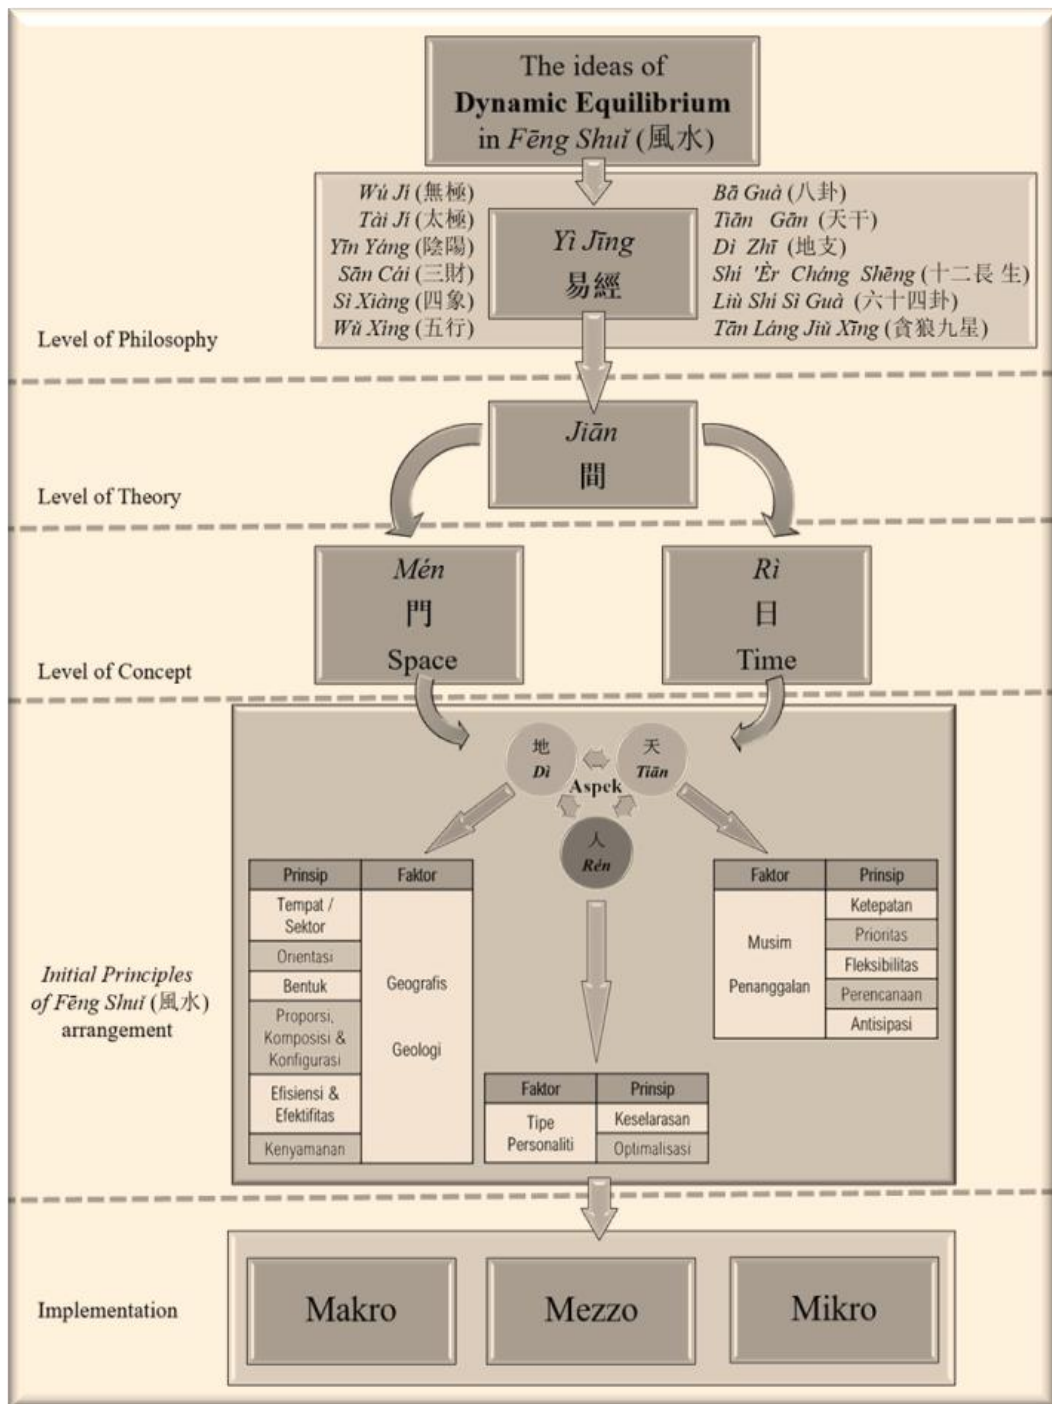 The ideas of
Dynamic Equilibrium
in Fēng Shuǐ (風水)
Wú Jí (無極)
Tài Jí (太極)
Yīn Yáng (陰陽)
Sān Cái (三財)
Sì Xiàng (四象)
Wǔ Xíng (五行)
Yì Jīng
易經
Bā Guà (八卦)
Tiān Gān (天干)
Dì Zhī (地支)
Shí 'Èr Cháng Shēng (十二長 生)
Liù Shí Sì Guà (六十四卦)
Tān Láng Jiǔ Xīng (貪狼九星)
Level of Philosophy
Jiān
間
Level of Theory
Mén
門
Space
Rì
日
Time
Level of Concept
地
Dì
天
Tiān
Aspek
人
Rén
Initial Principles
of Fēng Shuǐ (風水)
arrangement
Prinsip Faktor
Tempat /
Sektor
Orientasi
Bentuk
Proporsi,
Komposisi &
Konfigurasi
Efisiensi &
Efektifitas
Kenyamanan
Geografis
Geologi
Faktor Prinsip
Tipe
Personaliti
Keselarasan
Optimalisasi
Faktor Prinsip
Musim
Penanggalan
Ketepatan
Prioritas
Fleksibilitas
Perencanaan
Antisipasi
Implementation
Makro
Mezzo
Mikro